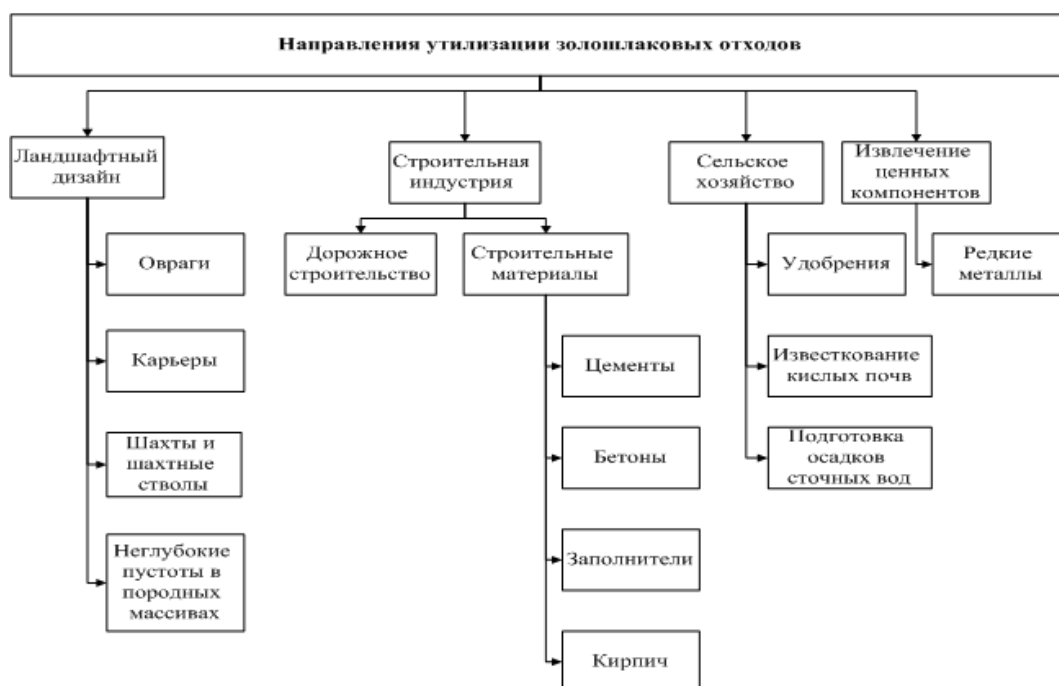 Направления утилизации золошлаковых отходов
Ландшафтный
дизайн
Строительная
индустрия
Сельское
хозяйство
Извлечение
ценных
компонентов
Овраги
Дорожное
строительство
Строительные
материалы
Удобрения
Редкие
металлы
Карьеры
Цементы
Известкование
кислых почв
Шахты и
шахтные
стволы
Бетоны
Подготовка
осадков
сточных вод
Неглубокие
пустоты в
породных
массивах
Заполнители
Кирпич